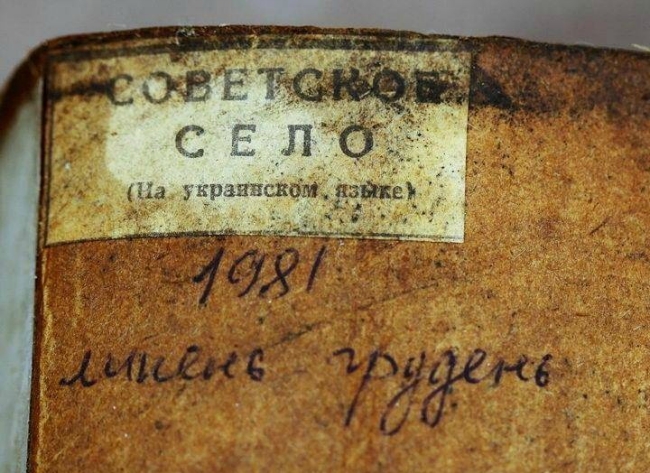 СОВЕТСКОЕ
СЕЛО
(На украинском языке)
1981
липень грудень